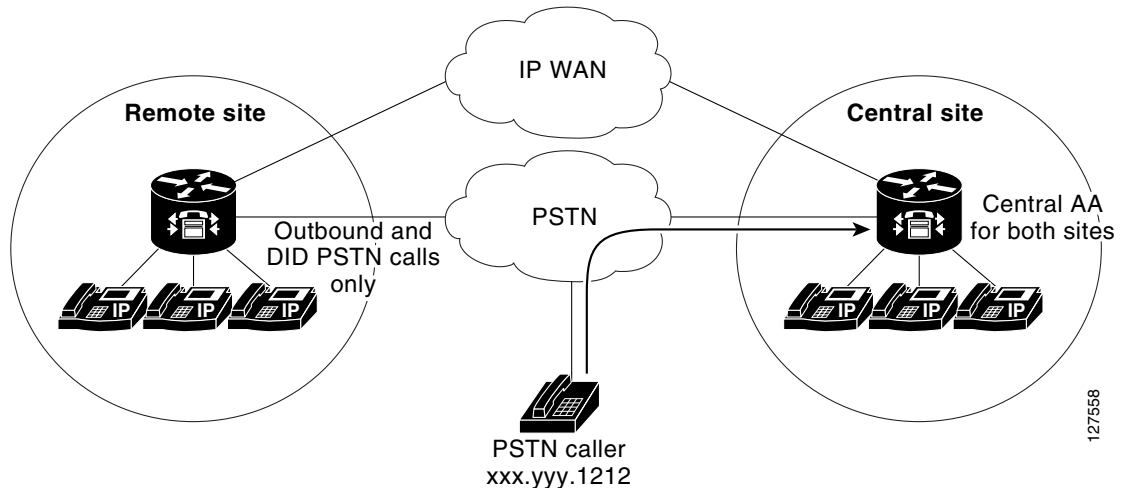 IP WAN
Remote site
Central site
PSTN
Outbound and
DID PSTN calls
only
Central AA
for both sites
IP
IP
IP
IP
IP
IP
PSTN caller
xxx.yyy.1212
127558